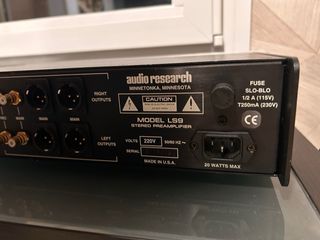 audio research
MINNETONKA, MINNESOTA
RIGHT
OUTPUTS
MAIN
MAIN
CAUTION
MODEL LS9
STEREO PREAMPLIFIER
LEFT
OUTPUTS
VOLTS 220V 50/60 HZ
SERIAL
MADE IN U.S.A.
FUSE
SLO-BLO
1/2 A (115V)
T250mA (230V)
20 WATTS MAX